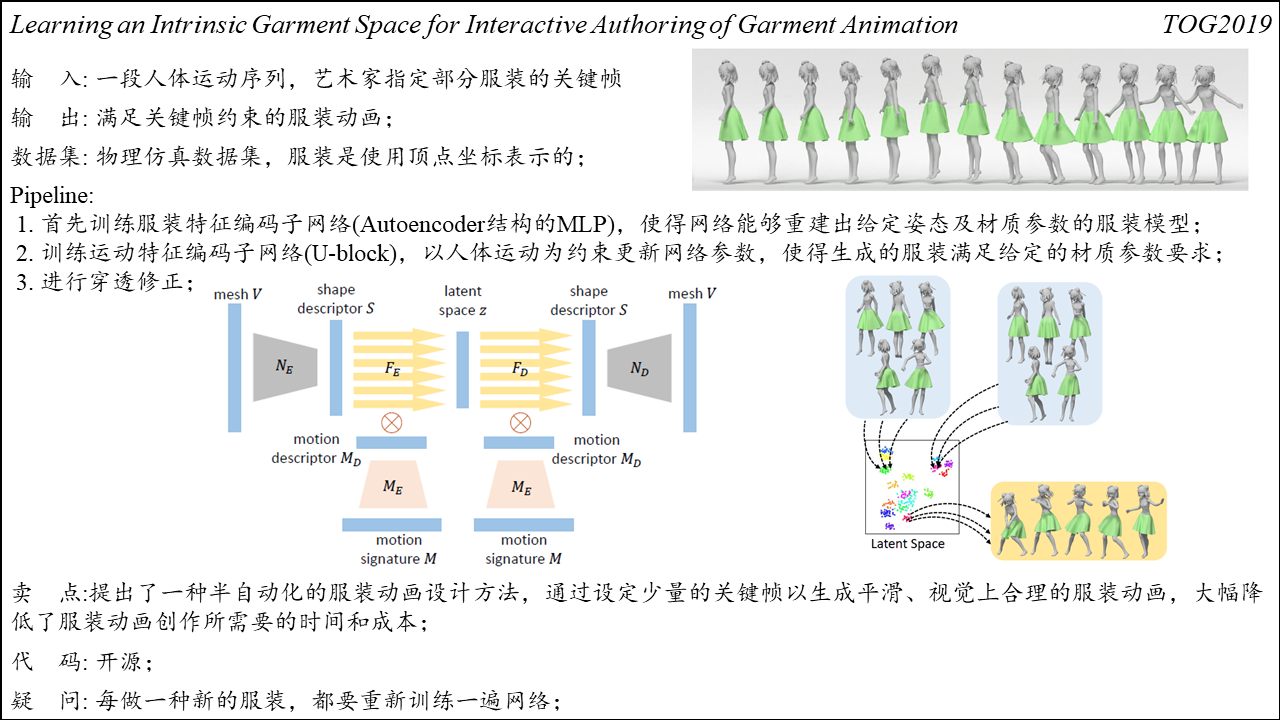 Learning an Intrinsic Garment Space for Interactive Authoring of Garment Animation TOG2019
输 入: 一段人体运动序列，艺术家指定部分服装的关键帧
输 出: 满足关键帧约束的服装动画；
数据集: 物理仿真数据集，服装是使用顶点坐标表示的；
Pipeline:
1. 首先训练服装特征编码子网络(Autoencoder结构的MLP)，使得网络能够重建出给定姿态及材质参数的服装模型；
2. 训练运动特征编码子网络(U-block)，以人体运动为约束更新网络参数，使得生成的服装满足给定的材质参数要求；
3. 进行穿透修正；
mesh V
shape
descriptor S
latent
space z
shape
descriptor S
mesh V
N_E
F_E
F_D
N_D
motion
descriptor M_D
motion
descriptor M_D
M_E
M_E
motion
signature M
motion
signature M
Latent Space
卖 点:提出了一种半自动化的服装动画设计方法，通过设定少量的关键帧以生成平滑、视觉上合理的服装动画，大幅降
低了服装动画创作所需要的时间和成本；
代 码: 开源；
疑 问: 每做一种新的服装，都要重新训练一遍网络；